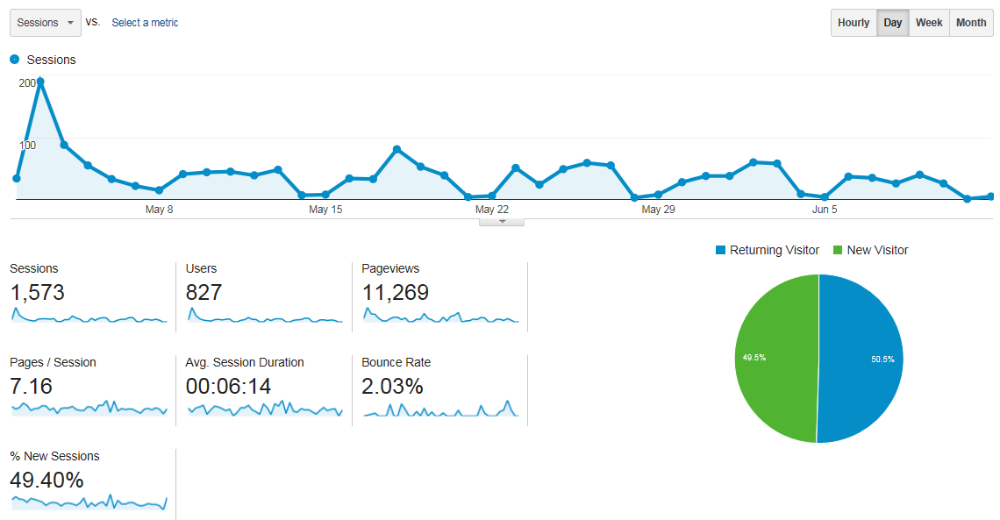 Sessions vs. Select a metric Hourly Day Week Month
Sessions
200
100
May 8 May 15 May 22 May 29 Jun 5
Returning Visitor New Visitor
Sessions Users Pageviews
1,573 827 11,269
49.5% 50.5%
Pages / Session Avg. Session Duration Bounce Rate
7.16 00:06:14 2.03%
% New Sessions
49.40%